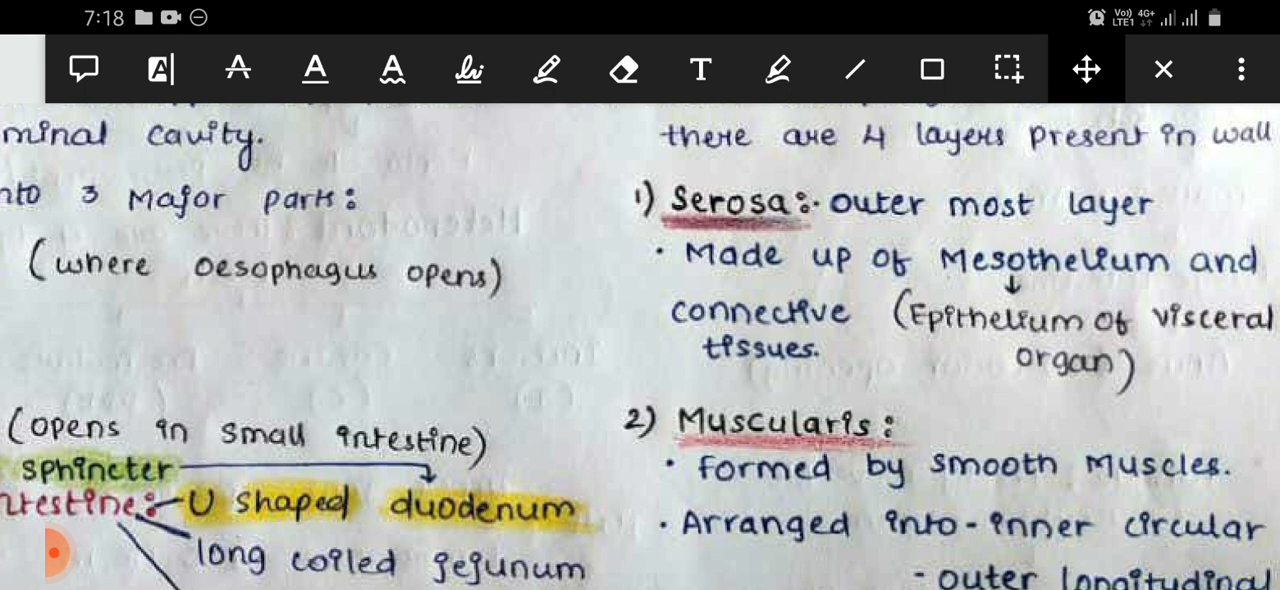 7:18
Vo)) 4G+
LTE1
A
A
A
A
T
minal cavity.
nto 3 Major parts:
(where oesophagus opens)
(opens in small intestine)
sphincter
ntestine:- U shaped duodenum
long coiled jejunum
there are 4 layers present in wall
1) Serosa:. outer most layer
• Made up of Mesothelium and
connective (Epithelium of visceral
tissues. organ)
2) Muscularis:
• formed by smooth Muscles.
• Arranged into - inner circular
- outer longitudinal